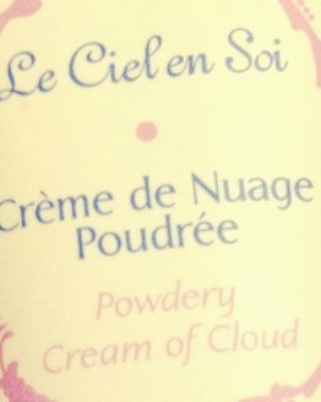 Le Ciel en Soi
Crème de Nuage
Poudrée
Powdery
Cream of Cloud